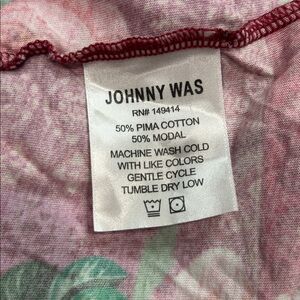 JOHNNY WAS
RN# 149414
50% PIMA COTTON
50% MODAL
MACHINE WASH COLD
WITH LIKE COLORS
GENTLE CYCLE
TUMBLE DRY LOW